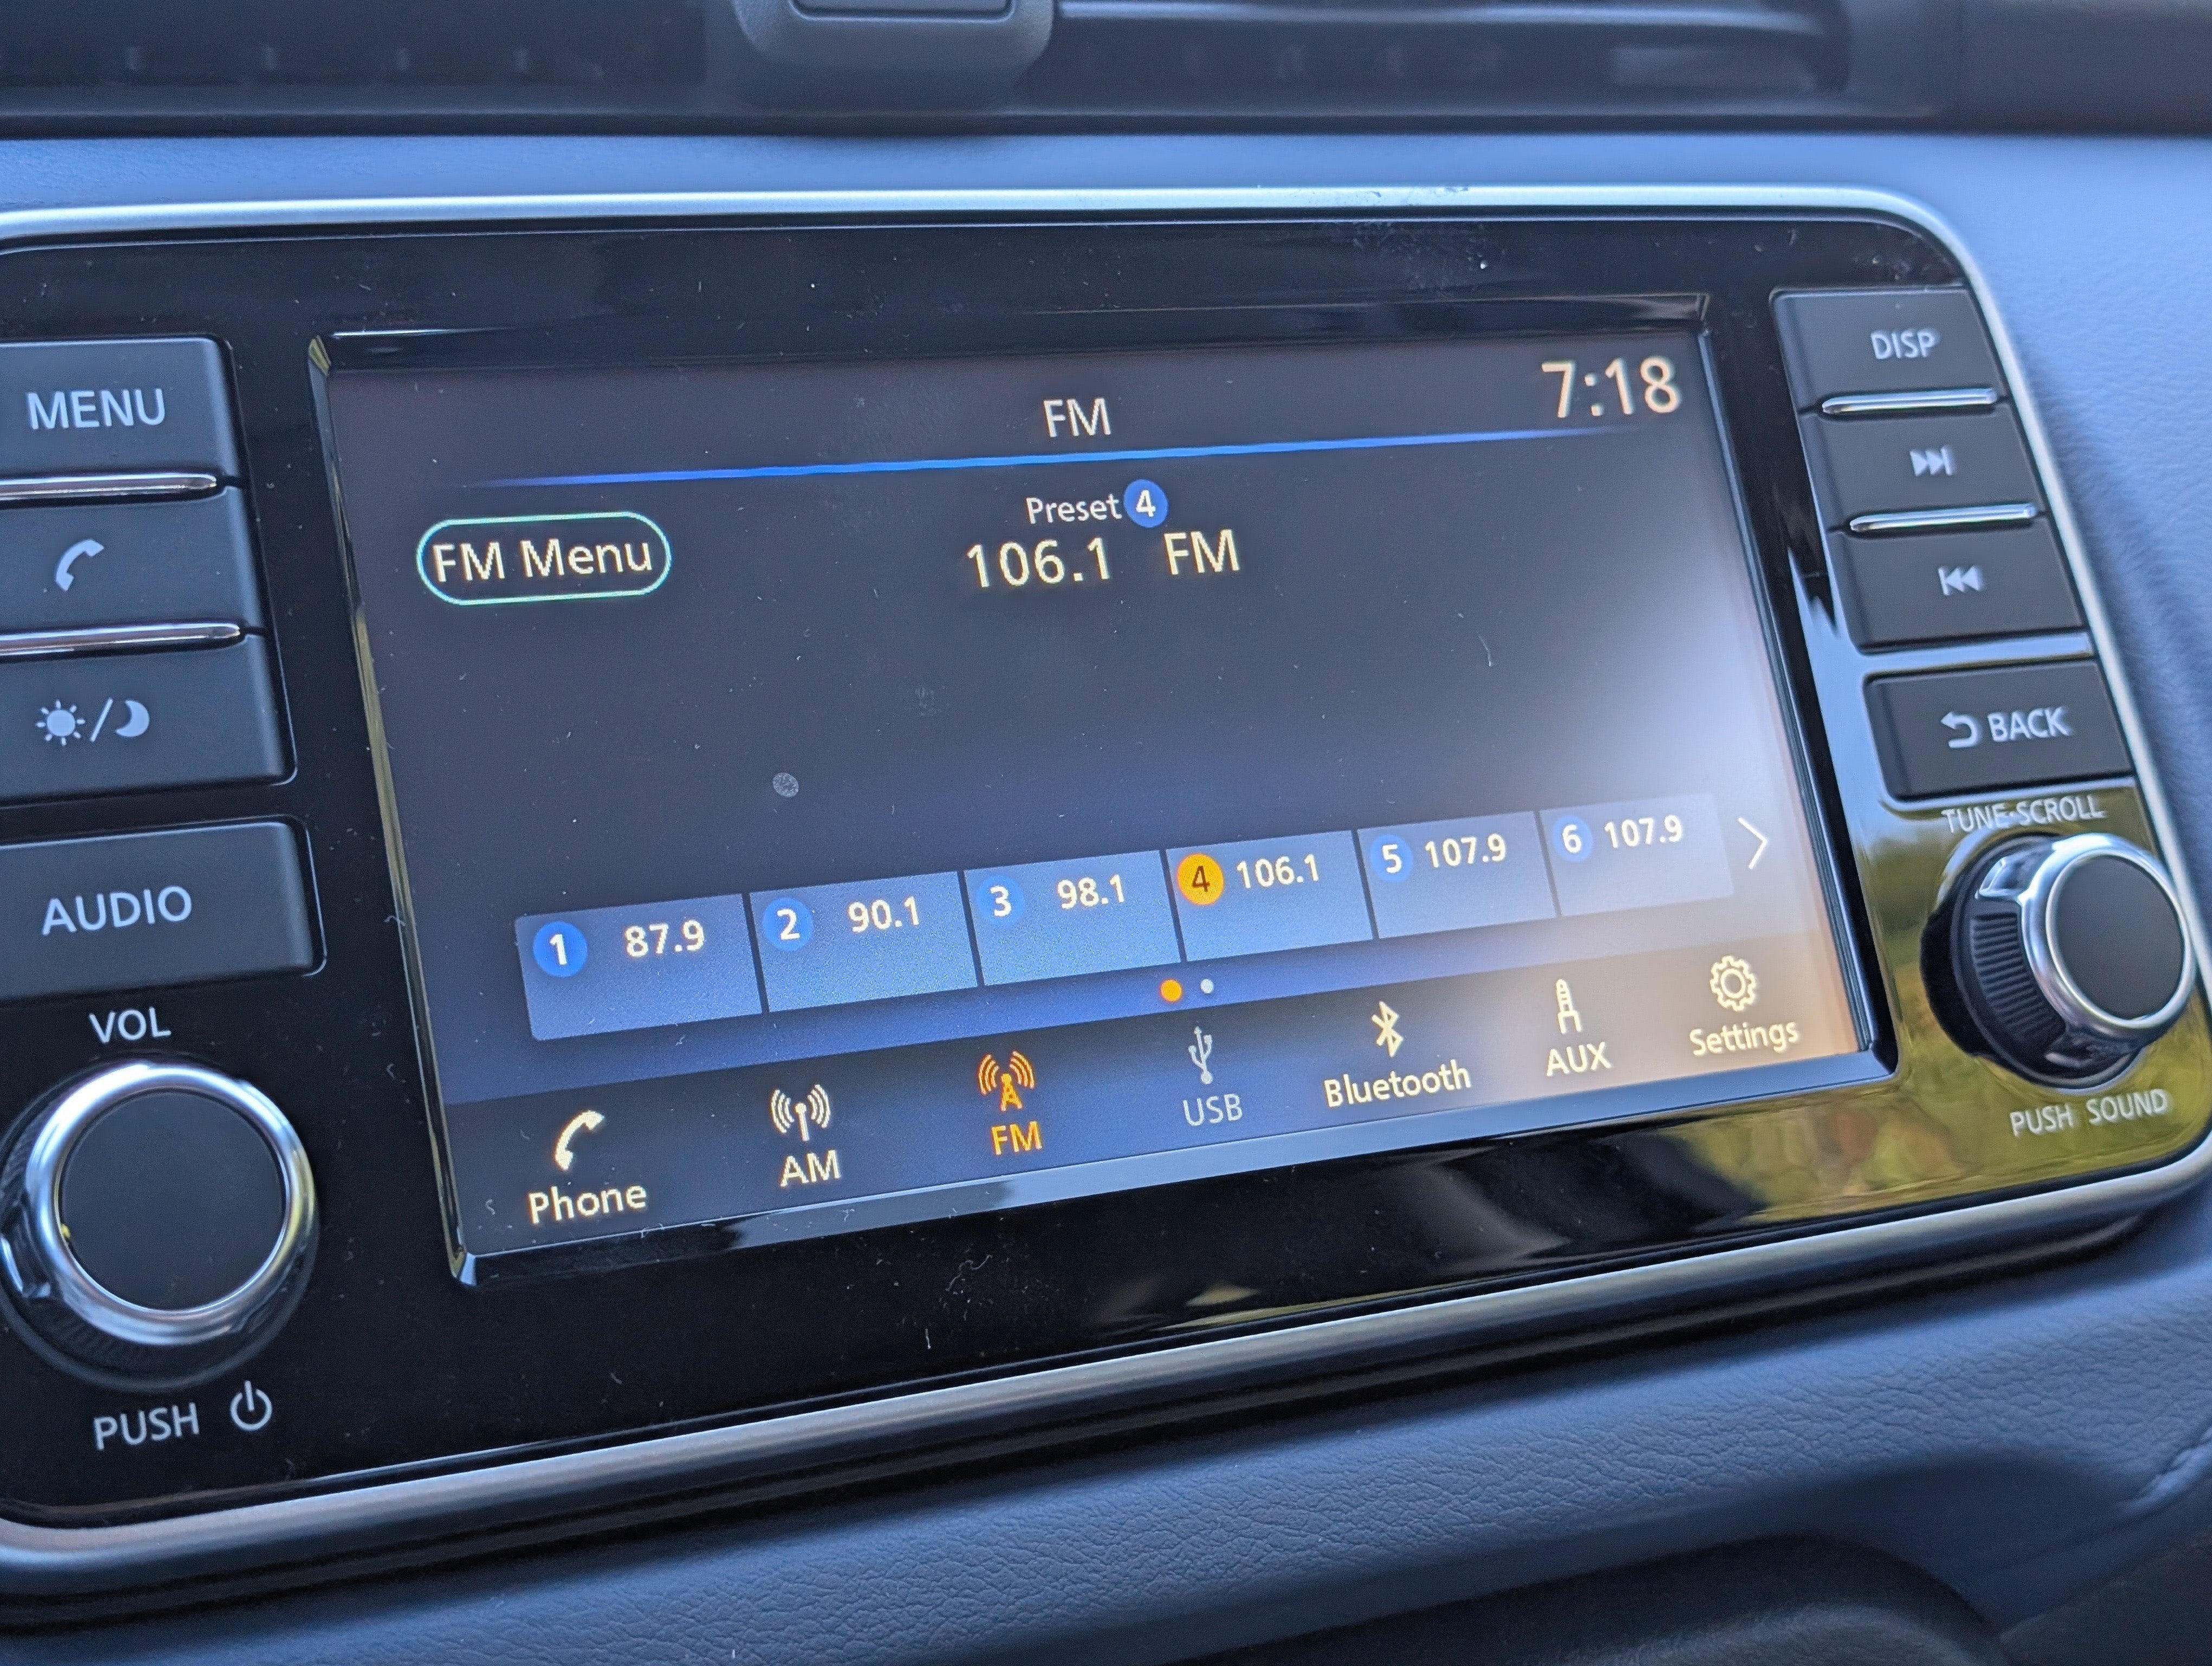 MENU
AUDIO
VOL
PUSH
FM
7:18
FM Menu
Preset 4
106.1 FM
1 87.9
2 90.1
3 98.1
4 106.1
5 107.9
6 107.9
Phone
AM
FM
USB
Bluetooth
AUX
Settings
DISP
BACK
TUNE·SCROLL
PUSH SOUND